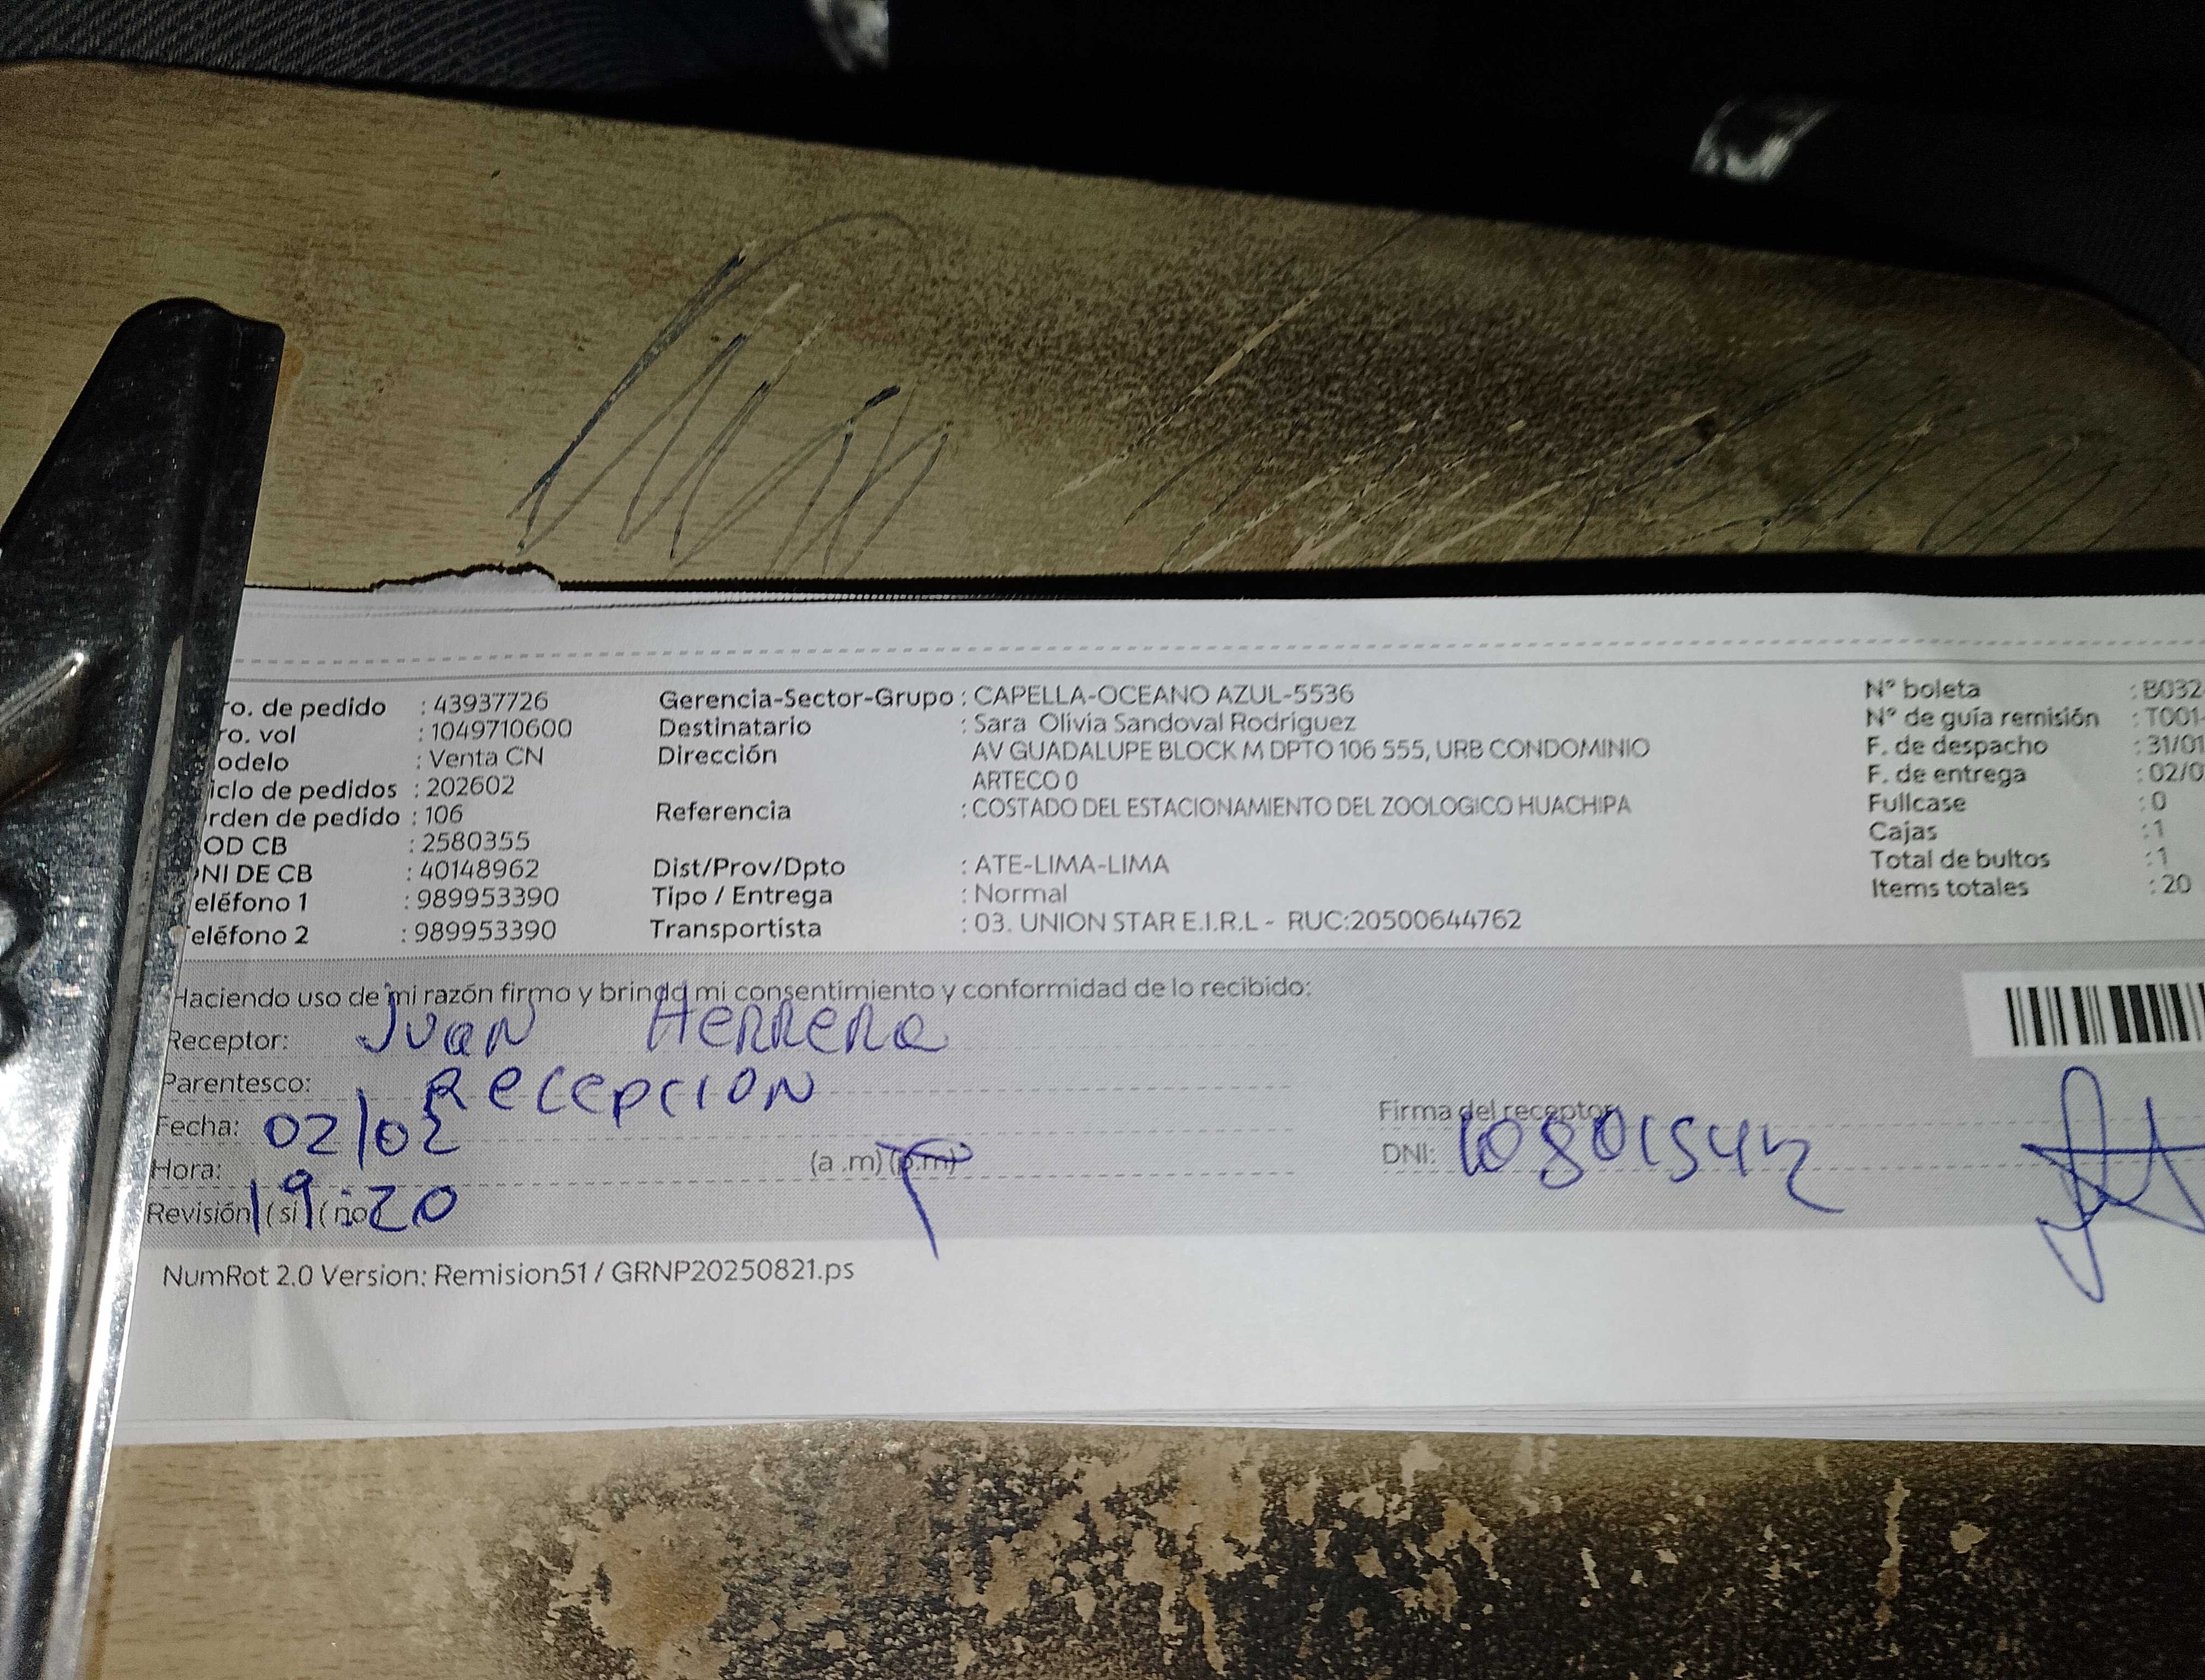 ro. de pedido : 43937726
ro. vol : 1049710600
odelo : Venta CN
iclo de pedidos : 202602
rden de pedido : 106
OD CB : 2580355
NI DE CB : 40148962
eléfono 1 : 989953390
eléfono 2 : 989953390
Gerencia-Sector-Grupo : CAPELLA-OCEANO AZUL-5536
Destinatario : Sara Olivia Sandoval Rodriguez
Dirección AV GUADALUPE BLOCK M DPTO 106 555, URB CONDOMINIO
ARTECO 0
Referencia : COSTADO DEL ESTACIONAMIENTO DEL ZOOLOGICO HUACHIPA
Dist/Prov/Dpto : ATE-LIMA-LIMA
Tipo / Entrega : Normal
Transportista : 03. UNION STAR E.I.R.L - RUC:20500644762
N° boleta : B032-
N° de guía remisión : T001-
F. de despacho : 31/01
F. de entrega : 02/0
Fullcase : 0
Cajas : 1
Total de bultos : 1
Items totales : 20
Haciendo uso de mi razón firmo y brindo mi consentimiento y conformidad de lo recibido:
Receptor: Juan Herrera
Parentesco: Recepcion
Fecha: 02/02
Hora: 19:20 (a .m) (p.m)
Revisión ( si ( no
Firma del receptor
DNI:
NumRot 2.0 Version: Remision51 / GRNP20250821.ps